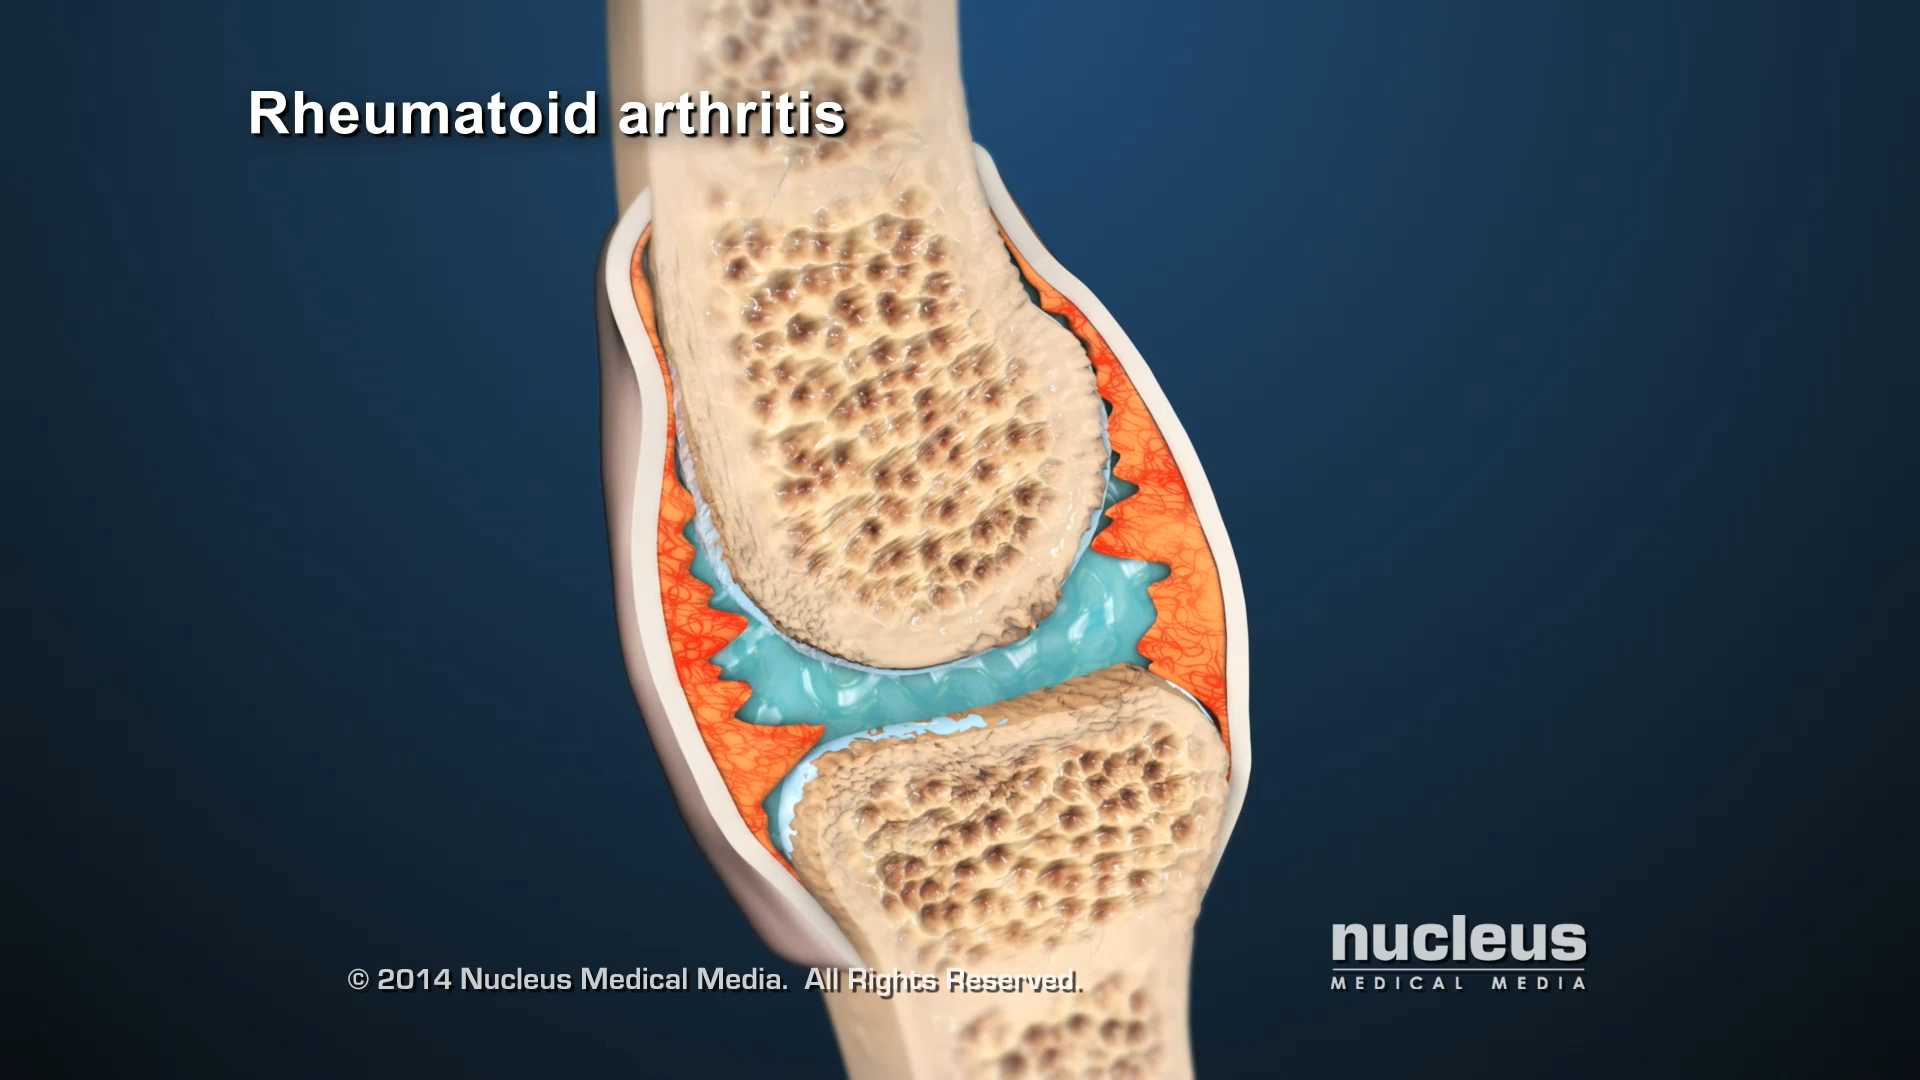 Rheumatoid arthritis
nucleus
MEDICAL MEDIA
© 2014 Nucleus Medical Media. All Rights Reserved.